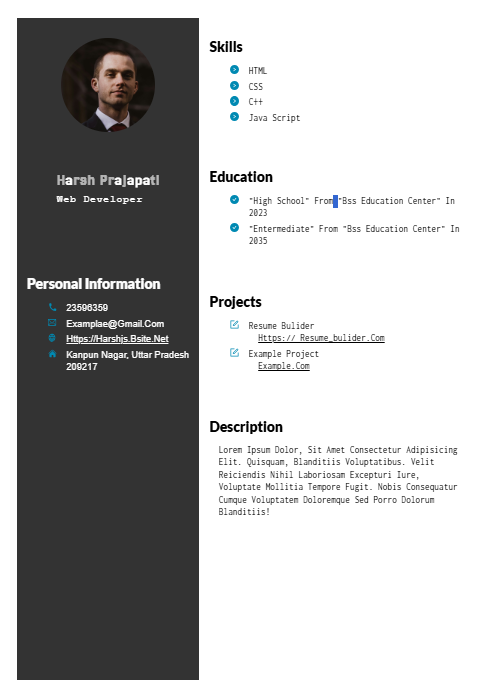 Harsh Prajapati
Web Developer
Personal Information
23596359
Examplae@Gmail.Com
Https://Harshjs.Bsite.Net
Kanpun Nagar, Uttar Pradesh
209217
Skills
HTML
CSS
C++
Java Script
Education
"High School" From "Bss Education Center" In
2023
"Entermediate" From "Bss Education Center" In
2035
Projects
Resume Bulider
Https:// Resume_bulider.Com
Example Project
Example.Com
Description
Lorem Ipsum Dolor, Sit Amet Consectetur Adipisicing
Elit. Quisquam, Blanditiis Voluptatibus. Velit
Reiciendis Nihil Laboriosam Excepturi Iure,
Voluptate Mollitia Tempore Fugit. Nobis Consequatur
Cumque Voluptatem Doloremque Sed Porro Dolorum
Blanditiis!